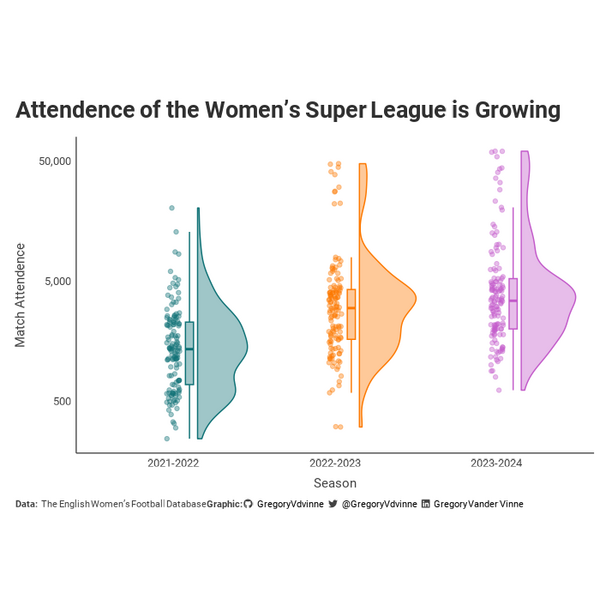 Attendence of the Women's Super League is Growing
Match Attendence
50,000
5,000
500
2021-2022
2022-2023
2023-2024
Season
Data: The English Women's Football Database Graphic: GregoryVdvinne @GregoryVdvinne Gregory Vander Vinne